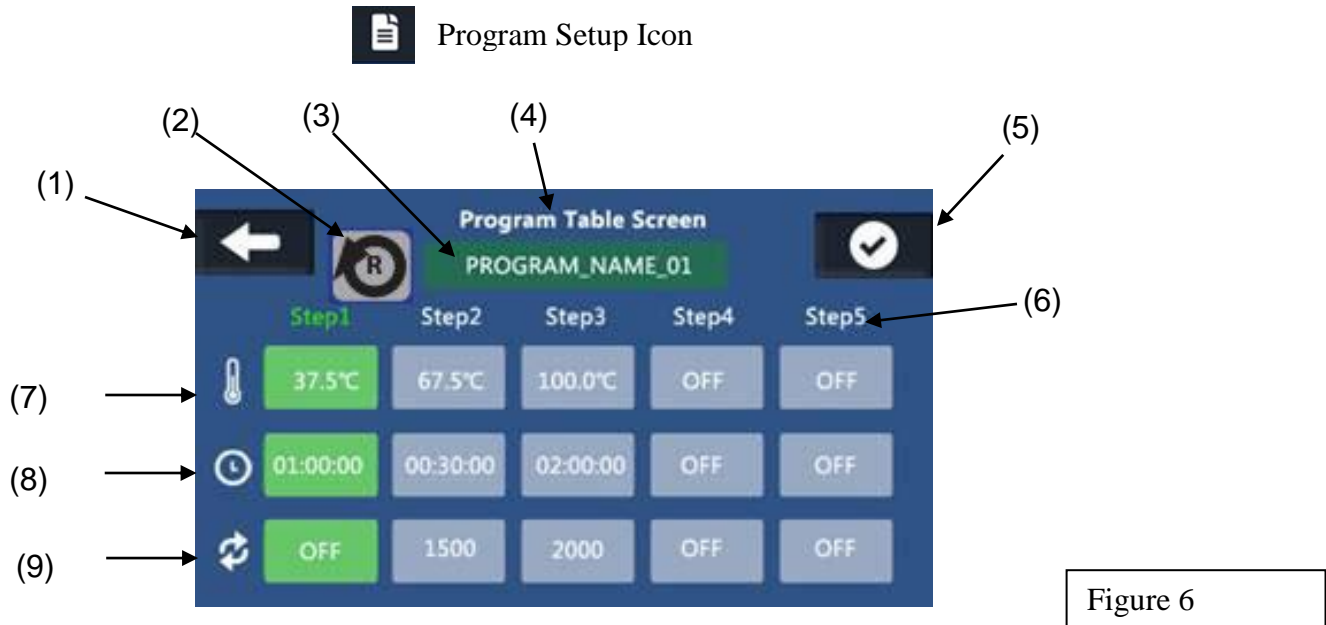 Program Setup Icon
(2) (3) (4) (5)
(1)
Program Table Screen
R
PROGRAM_NAME_01
(6)
Step1 Step2 Step3 Step4 Step5
37.5℃ 67.5℃ 100.0℃ OFF OFF
(7)
01:00:00 00:30:00 02:00:00 OFF OFF
(8)
OFF 1500 2000 OFF OFF
(9)
Figure 6